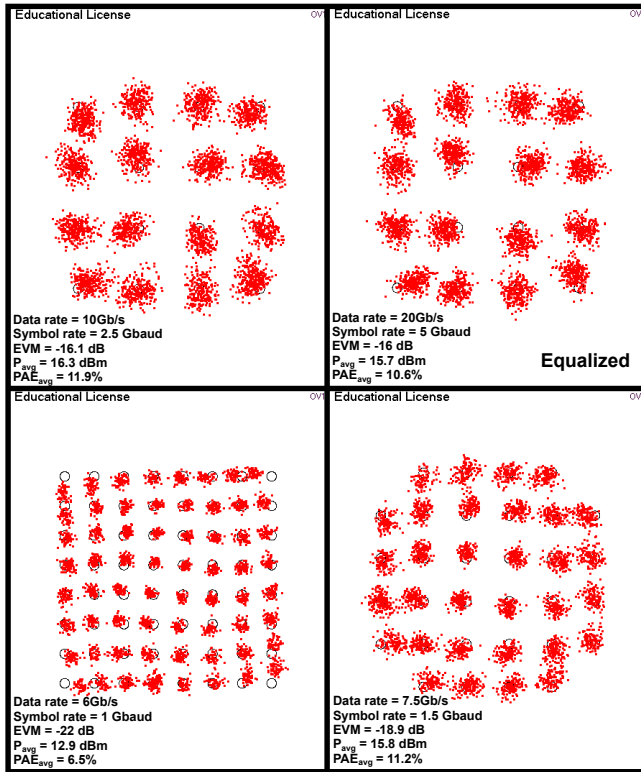 Educational License
OV1
Data rate = 10Gb/s
Symbol rate = 2.5 Gbaud
EVM = -16.1 dB
Pavg = 16.3 dBm
PAEavg = 11.9%
Educational License
Data rate = 20Gb/s
Symbol rate = 5 Gbaud
EVM = -16 dB
Pavg = 15.7 dBm
PAEavg = 10.6%
Equalized
Educational License
Data rate = 6Gb/s
Symbol rate = 1 Gbaud
EVM = -22 dB
Pavg = 12.9 dBm
PAEavg = 6.5%
Educational License
Data rate = 7.5Gb/s
Symbol rate = 1.5 Gbaud
EVM = -18.9 dB
Pavg = 15.8 dBm
PAEavg = 11.2%